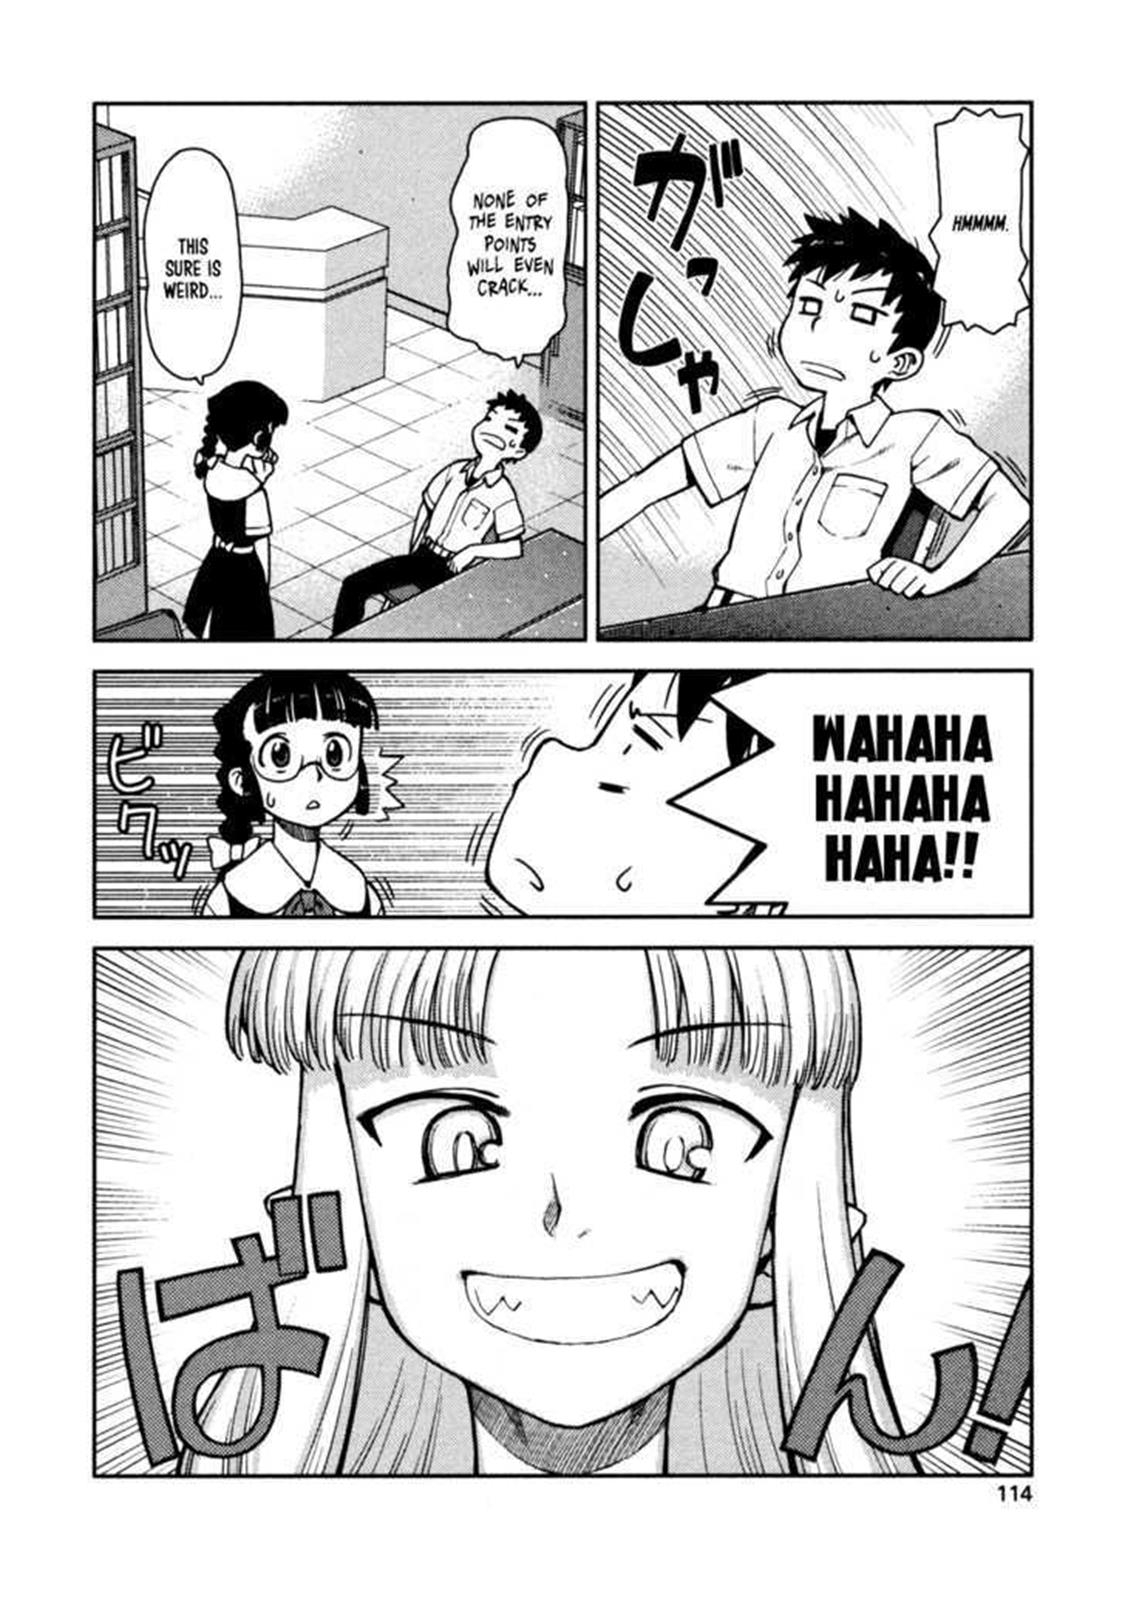 HMMMM.
がっしゃ
NONE OF
THE ENTRY
POINTS
WILL EVEN
CRACK...
THIS
SURE IS
WEIRD...
WAHAHA
HAHAHA
HAHA!!
ビクッ
ばん!
114